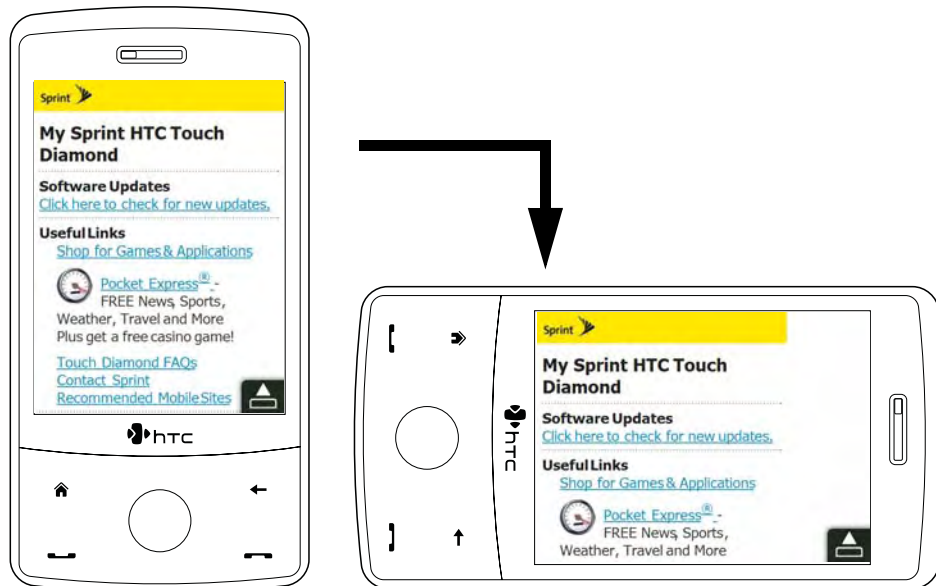 Sprint
My Sprint HTC Touch
Diamond
Software Updates
Click here to check for new updates.
Useful Links
Shop for Games & Applications
Pocket Express® -
FREE News, Sports,
Weather, Travel and More
Plus get a free casino game!
Touch Diamond FAQs
Contact Sprint
Recommended Mobile Sites
hTC
Sprint
My Sprint HTC Touch
Diamond
Software Updates
Click here to check for new updates.
Useful Links
Shop for Games & Applications
Pocket Express® -
FREE News, Sports,
Weather, Travel and More
hTC